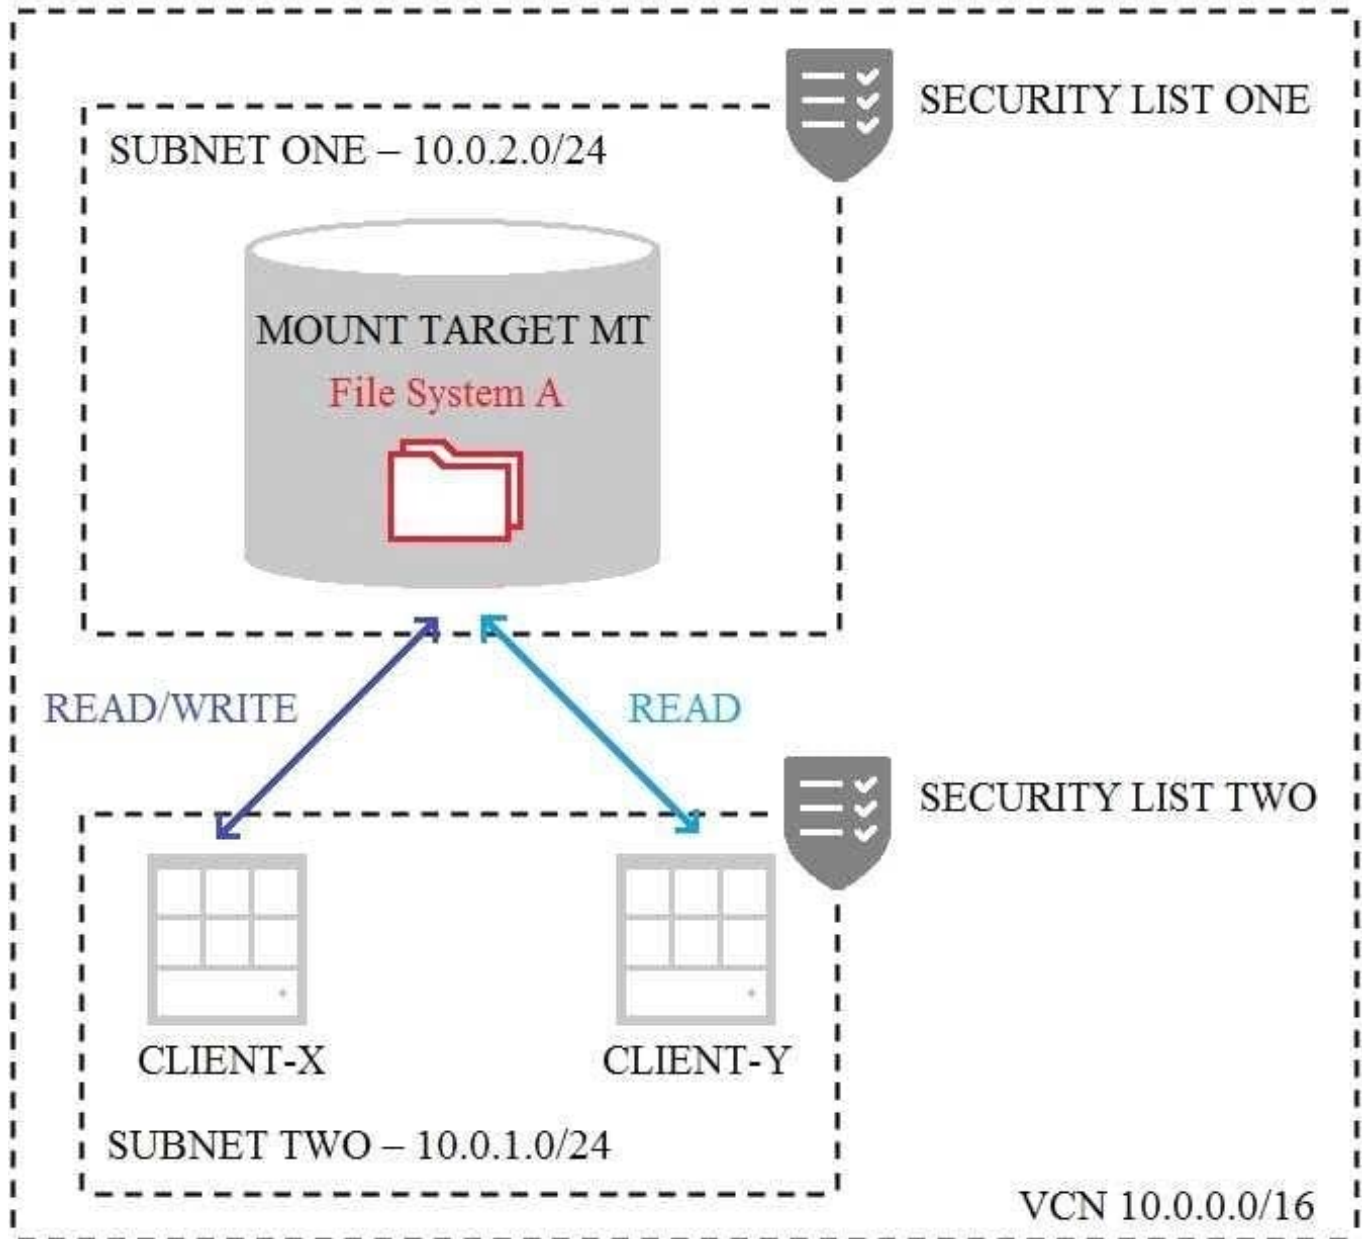 SECURITY LIST ONE
SUBNET ONE – 10.0.2.0/24
MOUNT TARGET MT
File System A
READ/WRITE
READ
SECURITY LIST TWO
CLIENT-X
CLIENT-Y
SUBNET TWO – 10.0.1.0/24
VCN 10.0.0.0/16